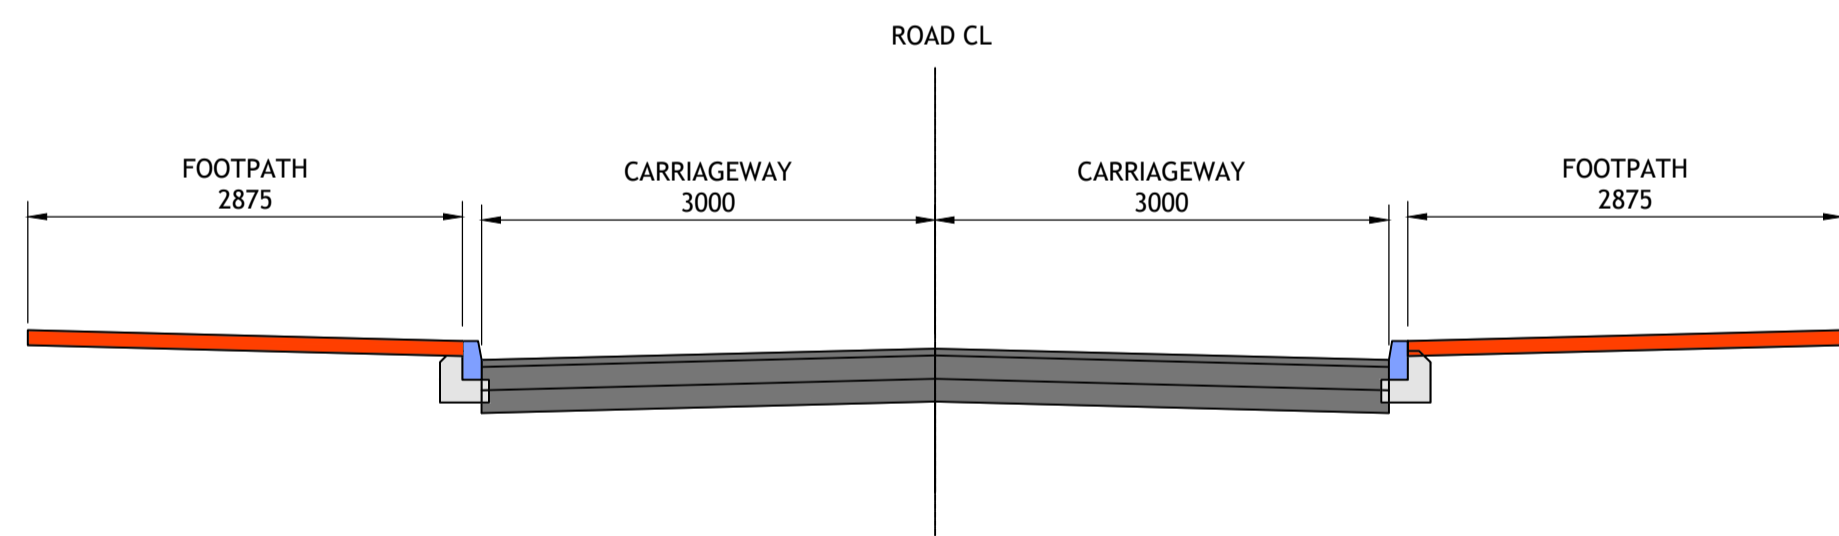 ROAD CL
FOOTPATH
2875
CARRIAGEWAY
3000
CARRIAGEWAY
3000
FOOTPATH
2875